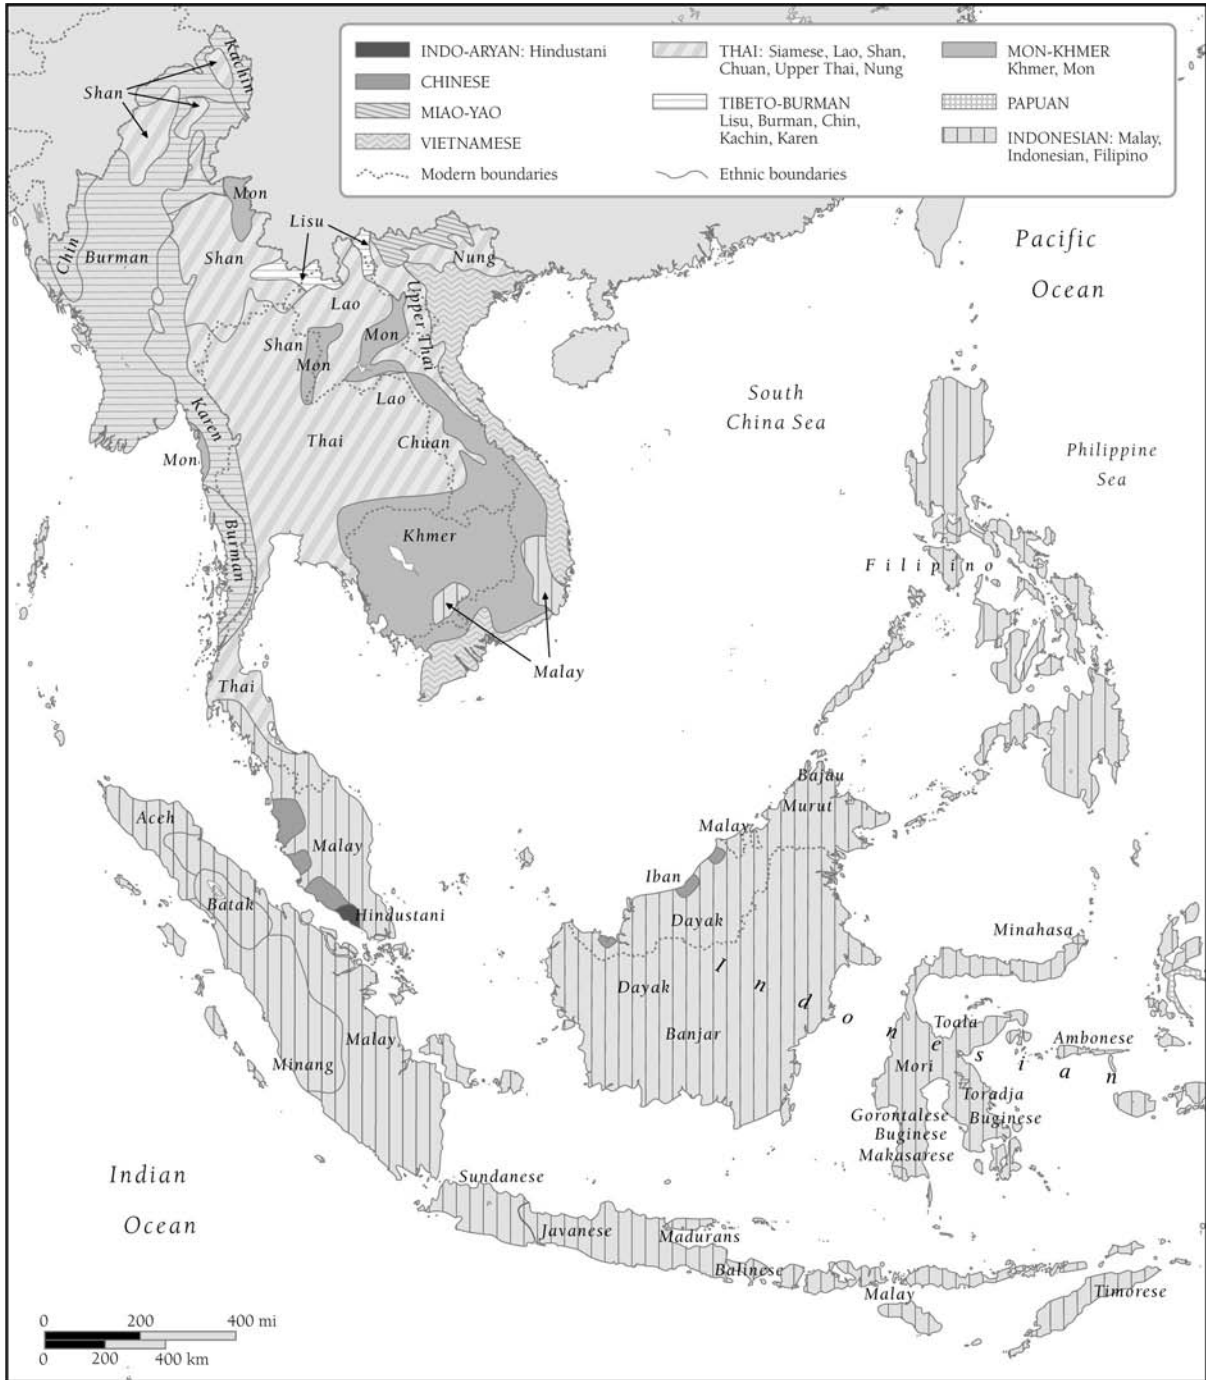 INDO-ARYAN: Hindustani
CHINESE
MIAO-YAO
VIETNAMESE
Modern boundaries
THAI: Siamese, Lao, Shan,
Chuan, Upper Thai, Nung
TIBETO-BURMAN
Lisu, Burman, Chin,
Kachin, Karen
Ethnic boundaries
MON-KHMER
Khmer, Mon
PAPUAN
INDONESIAN: Malay,
Indonesian, Filipino
Kachin
Shan
Mon
Lisu
Chin
Burman
Shan
Nung
Pacific
Ocean
Lao
Upper Thai
Shan
Mon
Mon
Lao
South
China Sea
Karen
Thai
Chuan
Mon
Philippine
Sea
Burman
Khmer
Filipino
Malay
Thai
Bajau
Murut
Aceh
Malay
Malay
Iban
Batak
Hindustani
Dayak
Minahasa
Dayak
Indonesian
Banjar
Malay
Minang
Toala
Ambonese
Mori
Toradja
Gorontalese
Buginese
Buginese
Makasarese
Indian
Ocean
Sundanese
Javanese
Madurans
Balinese
Malay
Timorese
0 200 400 mi
0 200 400 km